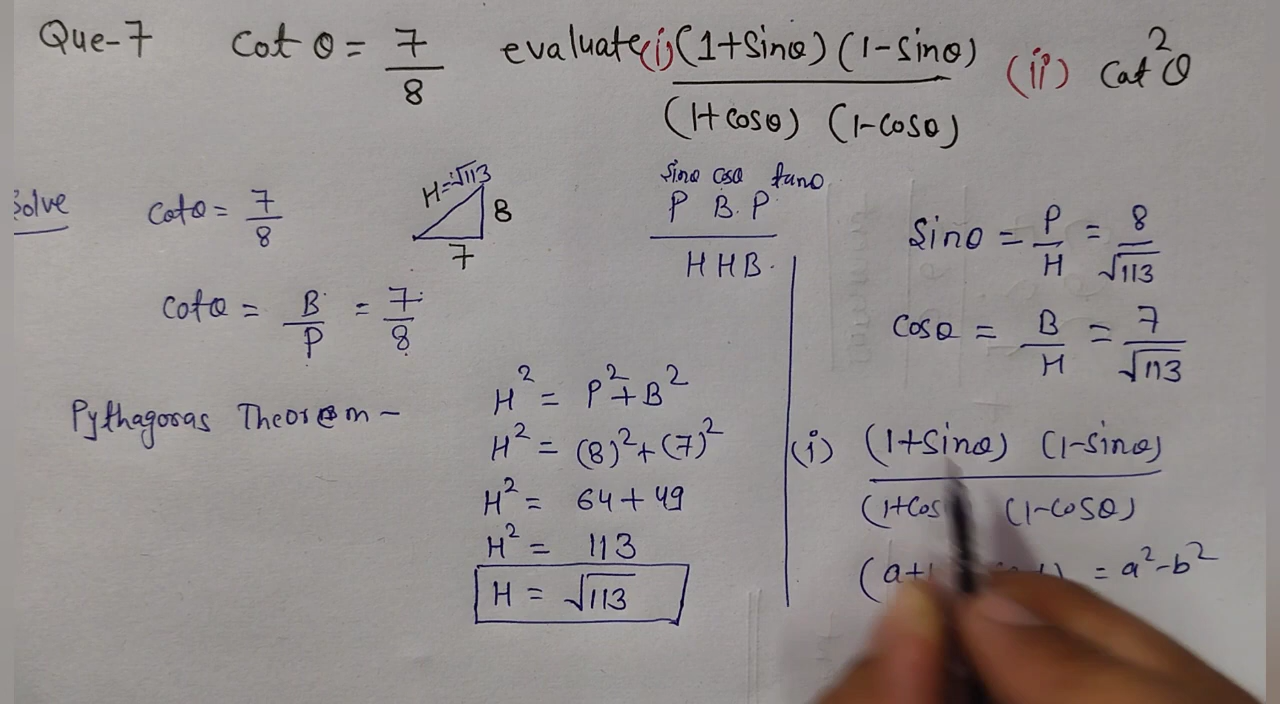 Que-7 Cot θ = 7/8 evaluate (i) (1+Sinθ) (1-Sinθ) / (1+Cosθ) (1-Cosθ) (ii) Cat²θ
Solve Cotθ = 7/8
H=√113
8
7
Sinθ Cosθ tanθ
P B. P
H H B.
Cotθ = B/P = 7/8
Pythagoras Theorem -
H² = P²+B²
H² = (8)²+(7)²
H² = 64+49
H² = 113
H = √113
Sinθ = P/H = 8/√113
Cosθ = B/H = 7/√113
(i) (1+Sinθ) (1-Sinθ)
(1+Cos (1-Cosθ)
(a+ = a²-b²